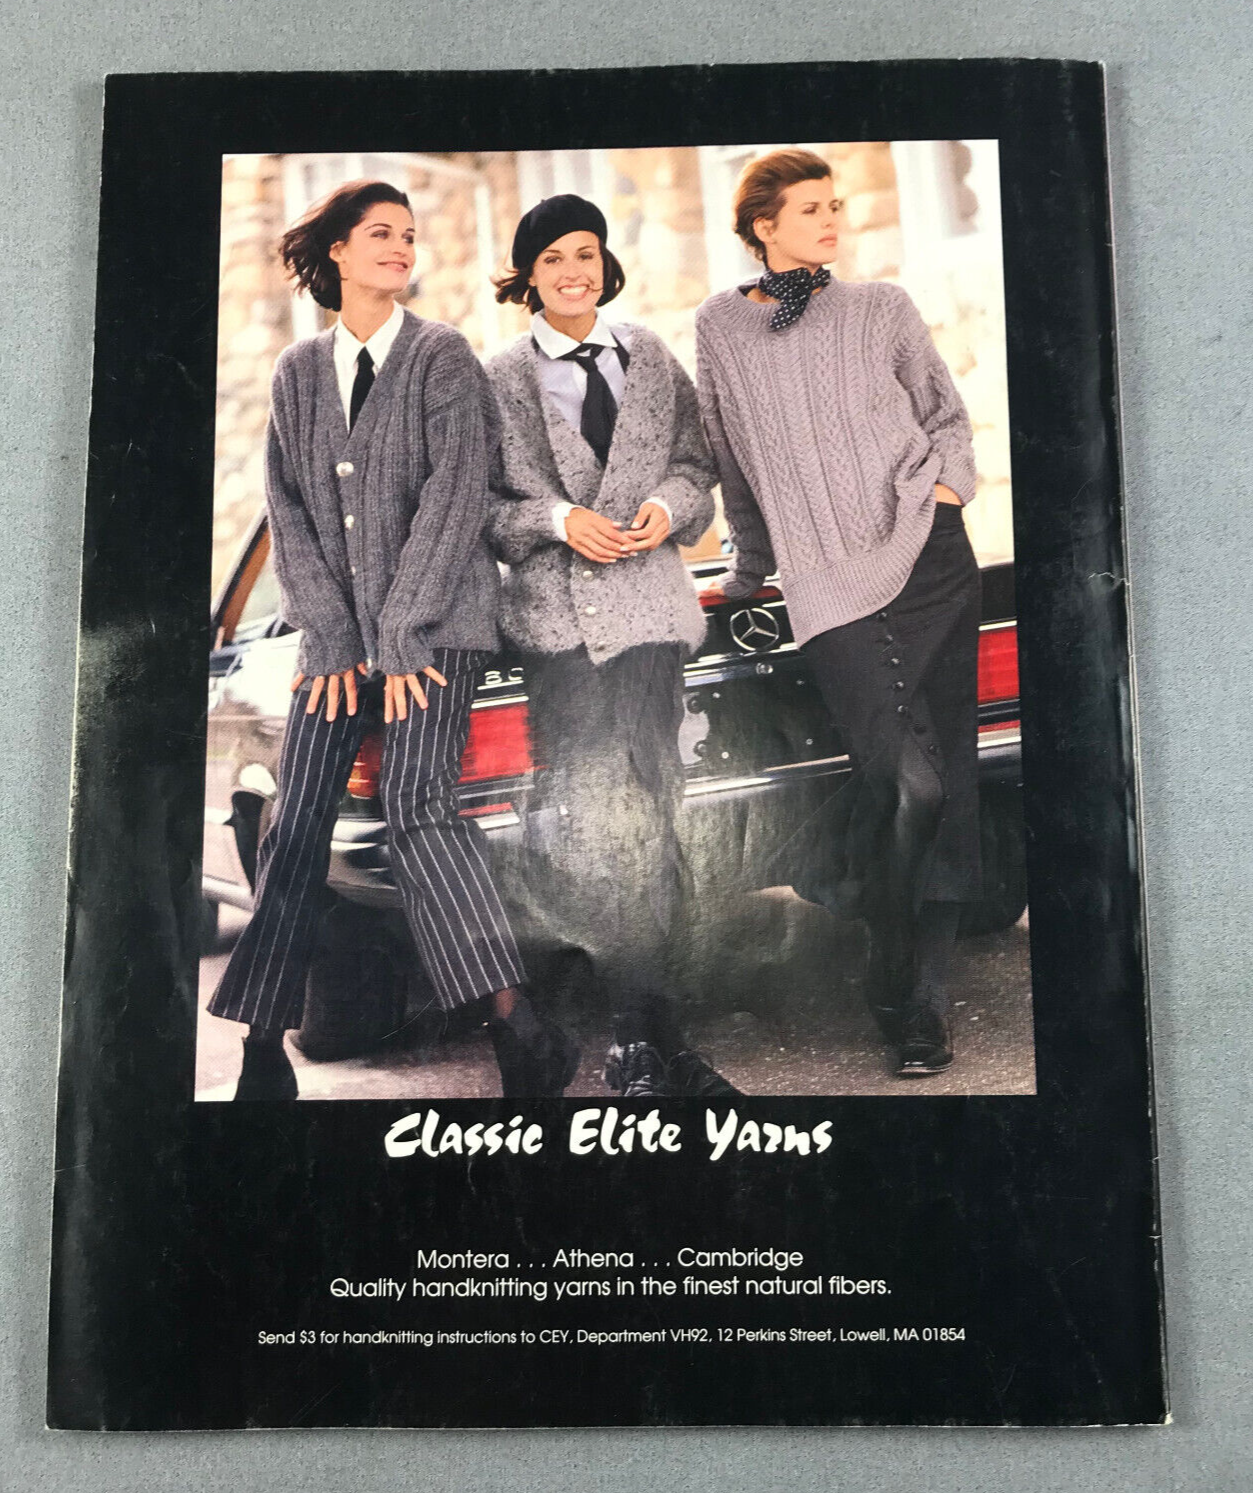 3C
Classic Elite Yarns
Montera . . . Athena . . . Cambridge
Quality handknitting yarns in the finest natural fibers.
Send $3 for handknitting instructions to CEY, Department VH92, 12 Perkins Street, Lowell, MA 01854